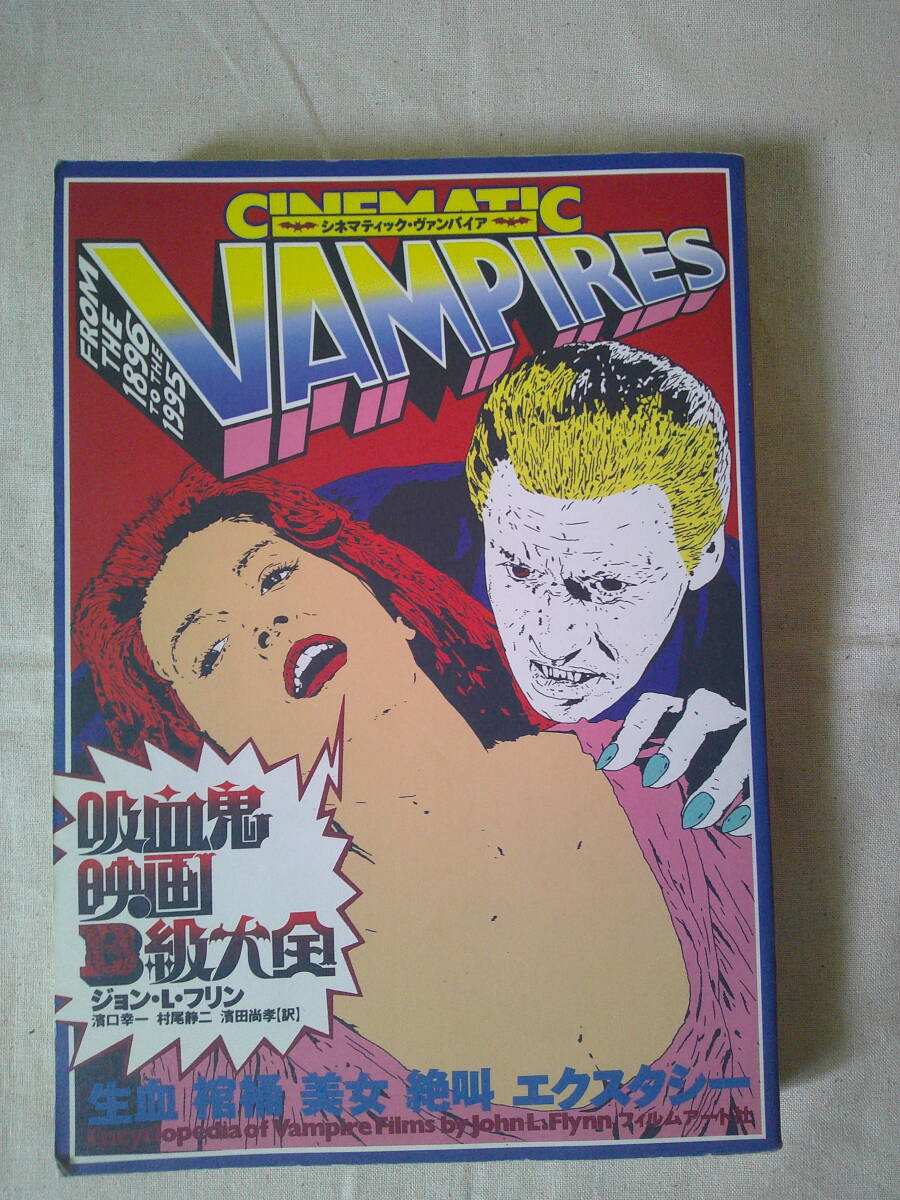 CINEMATIC
シネマティック・ヴァンパイア
VAMPIRES
FROM
THE
1896
TO THE
1995
吸血鬼
映画
B級大全
ジョン・L・フリン
濱口幸一 村尾静二 濱田尚孝[訳]
生血 棺桶 美女 絶叫 エクスタシー
Encyclopedia of Vampire Films by John L. Flynn フィルムアート社